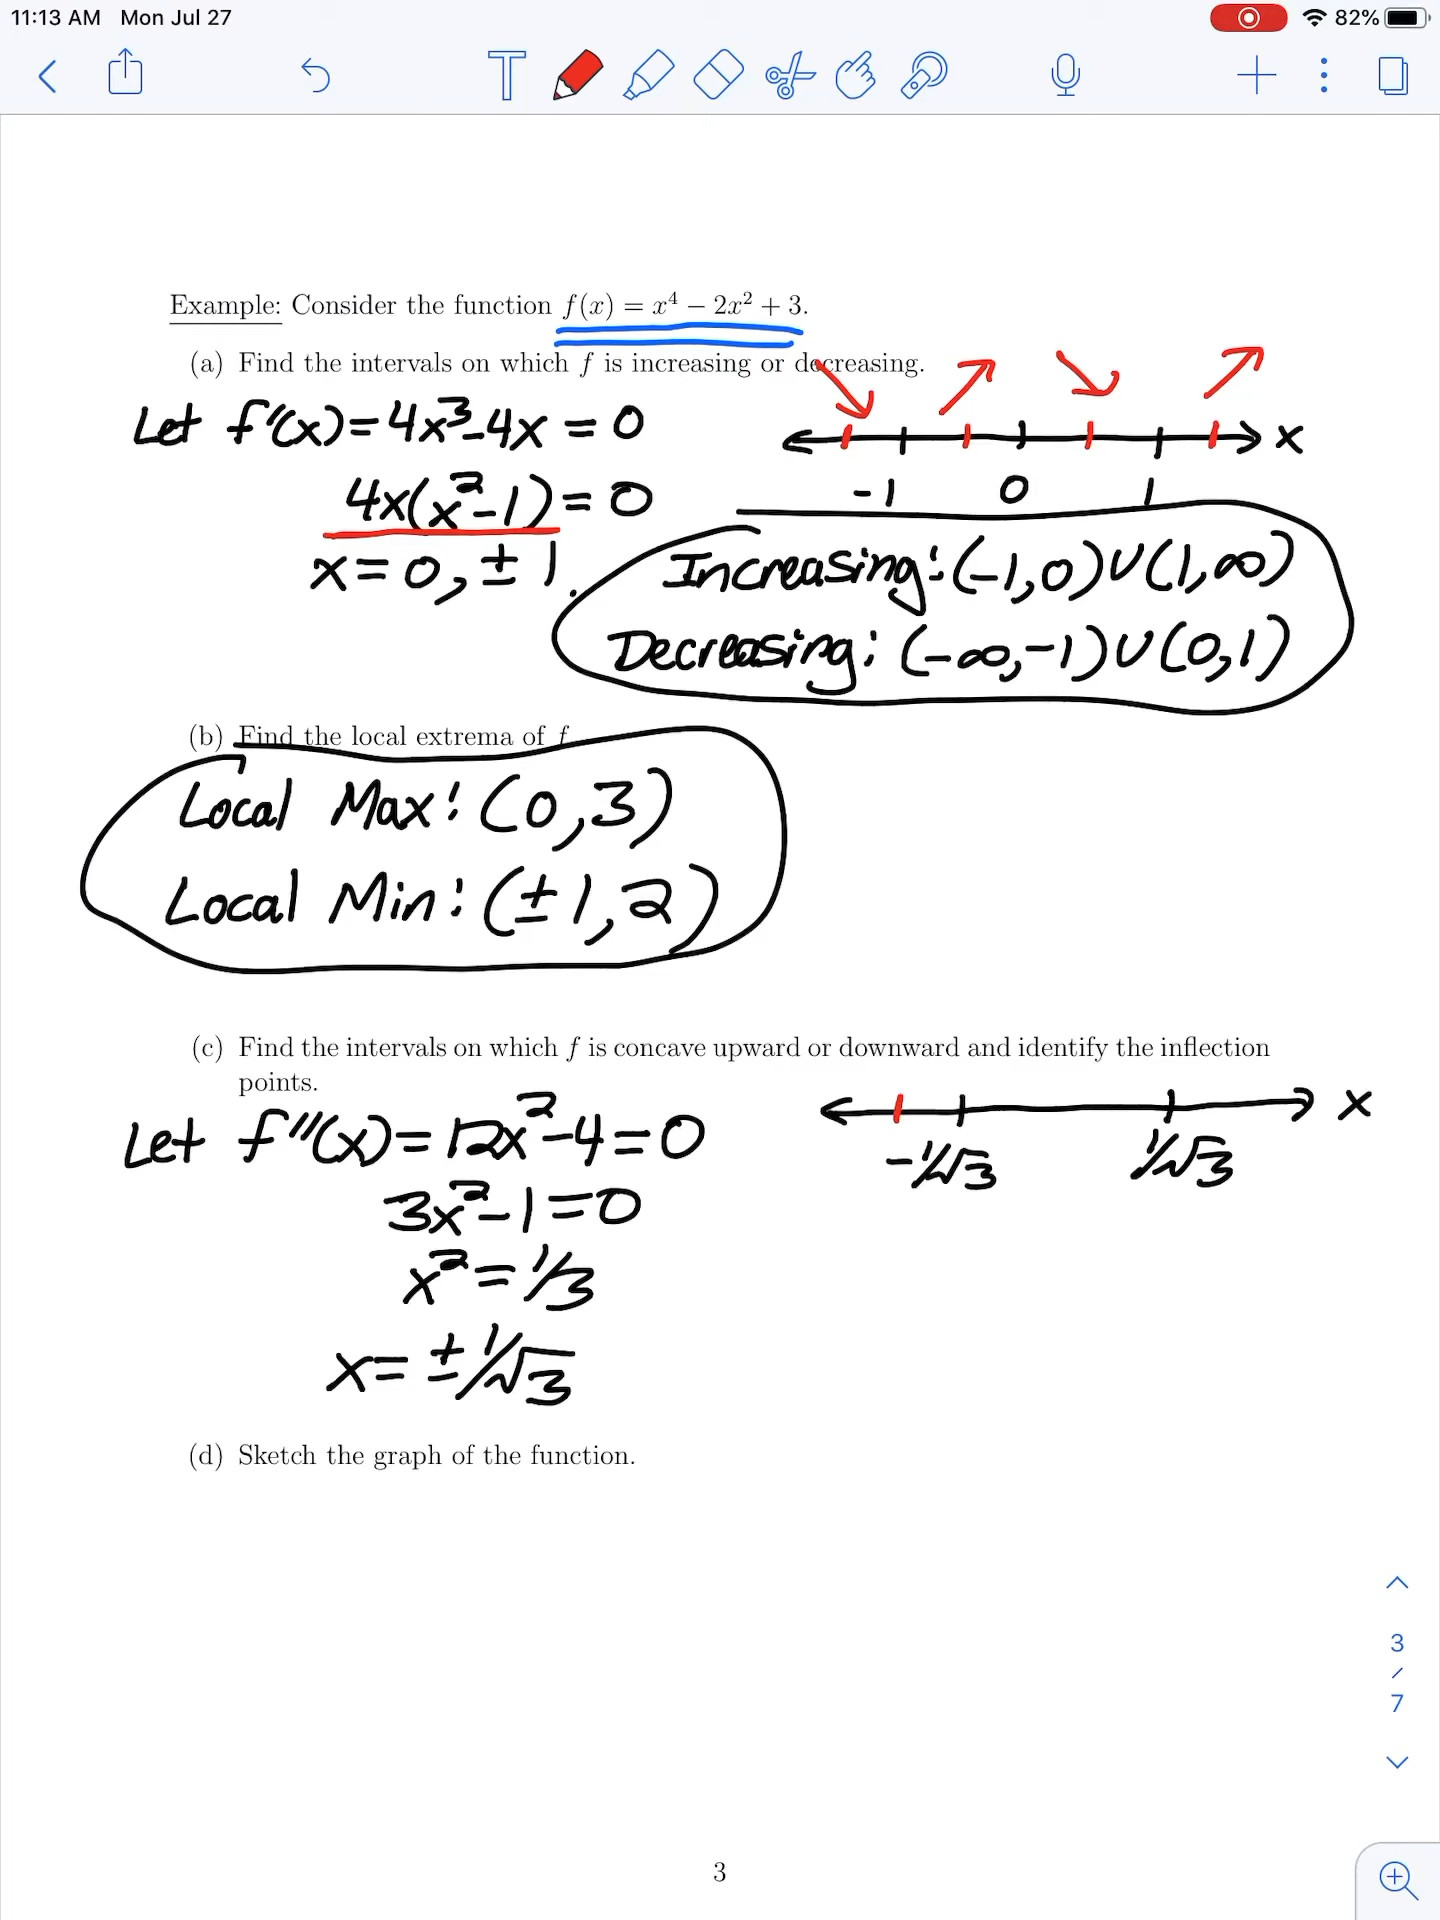 11:13 AM Mon Jul 27 82%
T
Example: Consider the function f(x) = x⁴ − 2x² + 3.
(a) Find the intervals on which f is increasing or decreasing.
Let f'(x)=4x³-4x = 0
4x(x²-1)=0
x=0, ±1.
x
-1 0 1
Increasing: (-1,0)∪(1,∞)
Decreasing: (-∞,-1)∪(0,1)
(b) Find the local extrema of f
Local Max: (0,3)
Local Min: (±1,2)
(c) Find the intervals on which f is concave upward or downward and identify the inflection
points.
Let f''(x)=12x²-4=0
3x²-1=0
x²=1/3
x=±1/√3
x
-1/√3 1/√3
(d) Sketch the graph of the function.
3
/
7
3